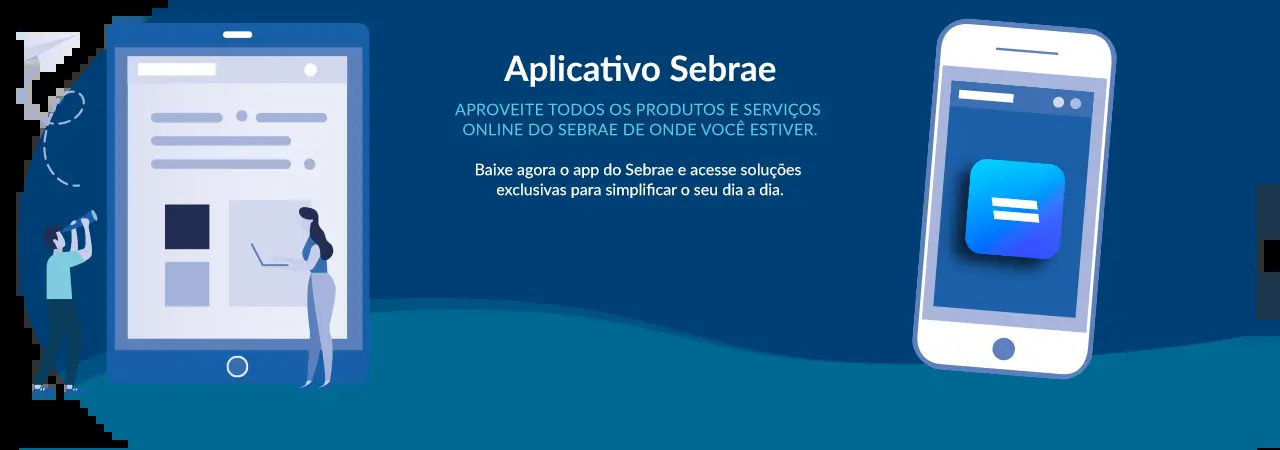 Aplicativo Sebrae
APROVEITE TODOS OS PRODUTOS E SERVIÇOS
ONLINE DO SEBRAE DE ONDE VOCÊ ESTIVER.
Baixe agora o app do Sebrae e acesse soluções
exclusivas para simplificar o seu dia a dia.